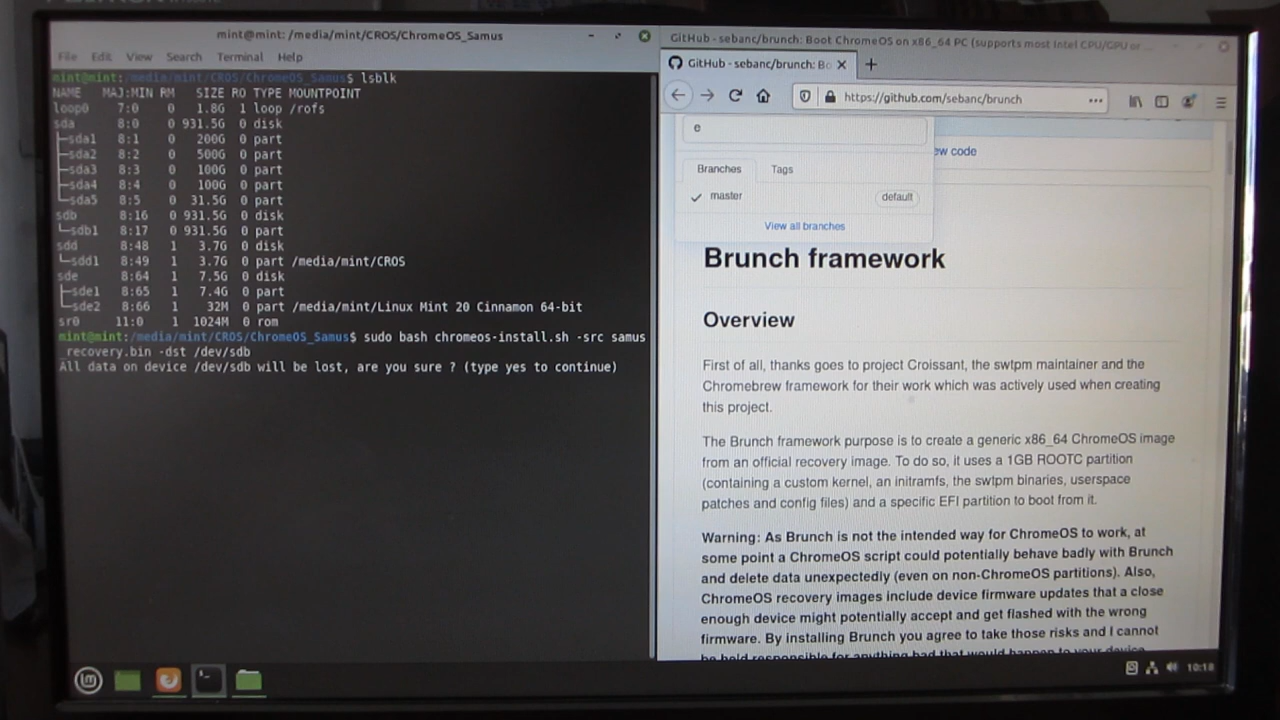 mint@mint: /media/mint/CROS/ChromeOS_Samus
File Edit View Search Terminal Help
mint@mint:/media/mint/CROS/ChromeOS_Samus$ lsblk
NAME MAJ:MIN RM SIZE RO TYPE MOUNTPOINT
loop0 7:0 0 1.8G 1 loop /rofs
sda 8:0 0 931.5G 0 disk
├─sda1 8:1 0 200G 0 part
├─sda2 8:2 0 500G 0 part
├─sda3 8:3 0 100G 0 part
├─sda4 8:4 0 100G 0 part
└─sda5 8:5 0 31.5G 0 part
sdb 8:16 0 931.5G 0 disk
└─sdb1 8:17 0 931.5G 0 part
sdd 8:48 1 3.7G 0 disk
└─sdd1 8:49 1 3.7G 0 part /media/mint/CROS
sde 8:64 1 7.5G 0 disk
├─sde1 8:65 1 7.4G 0 part
└─sde2 8:66 1 32M 0 part /media/mint/Linux Mint 20 Cinnamon 64-bit
sr0 11:0 1 1024M 0 rom
mint@mint:/media/mint/CROS/ChromeOS_Samus$ sudo bash chromeos-install.sh -src samus
_recovery.bin -dst /dev/sdb
All data on device /dev/sdb will be lost, are you sure ? (type yes to continue)
GitHub - sebanc/brunch: Boot ChromeOS on x86_64 PC (supports most Intel CPU/GPU or ...
GitHub - sebanc/brunch: Bo
https://github.com/sebanc/brunch
e
ew code
Branches Tags
master default
View all branches
Brunch framework
Overview
First of all, thanks goes to project Croissant, the swtpm maintainer and the
Chromebrew framework for their work which was actively used when creating
this project.
The Brunch framework purpose is to create a generic x86_64 ChromeOS image
from an official recovery image. To do so, it uses a 1GB ROOTC partition
(containing a custom kernel, an initramfs, the swtpm binaries, userspace
patches and config files) and a specific EFI partition to boot from it.
Warning: As Brunch is not the intended way for ChromeOS to work, at
some point a ChromeOS script could potentially behave badly with Brunch
and delete data unexpectedly (even on non-ChromeOS partitions). Also,
ChromeOS recovery images include device firmware updates that a close
enough device might potentially accept and get flashed with the wrong
firmware. By installing Brunch you agree to take those risks and I cannot
be held responsible for anything bad that would happen to your device
10:18